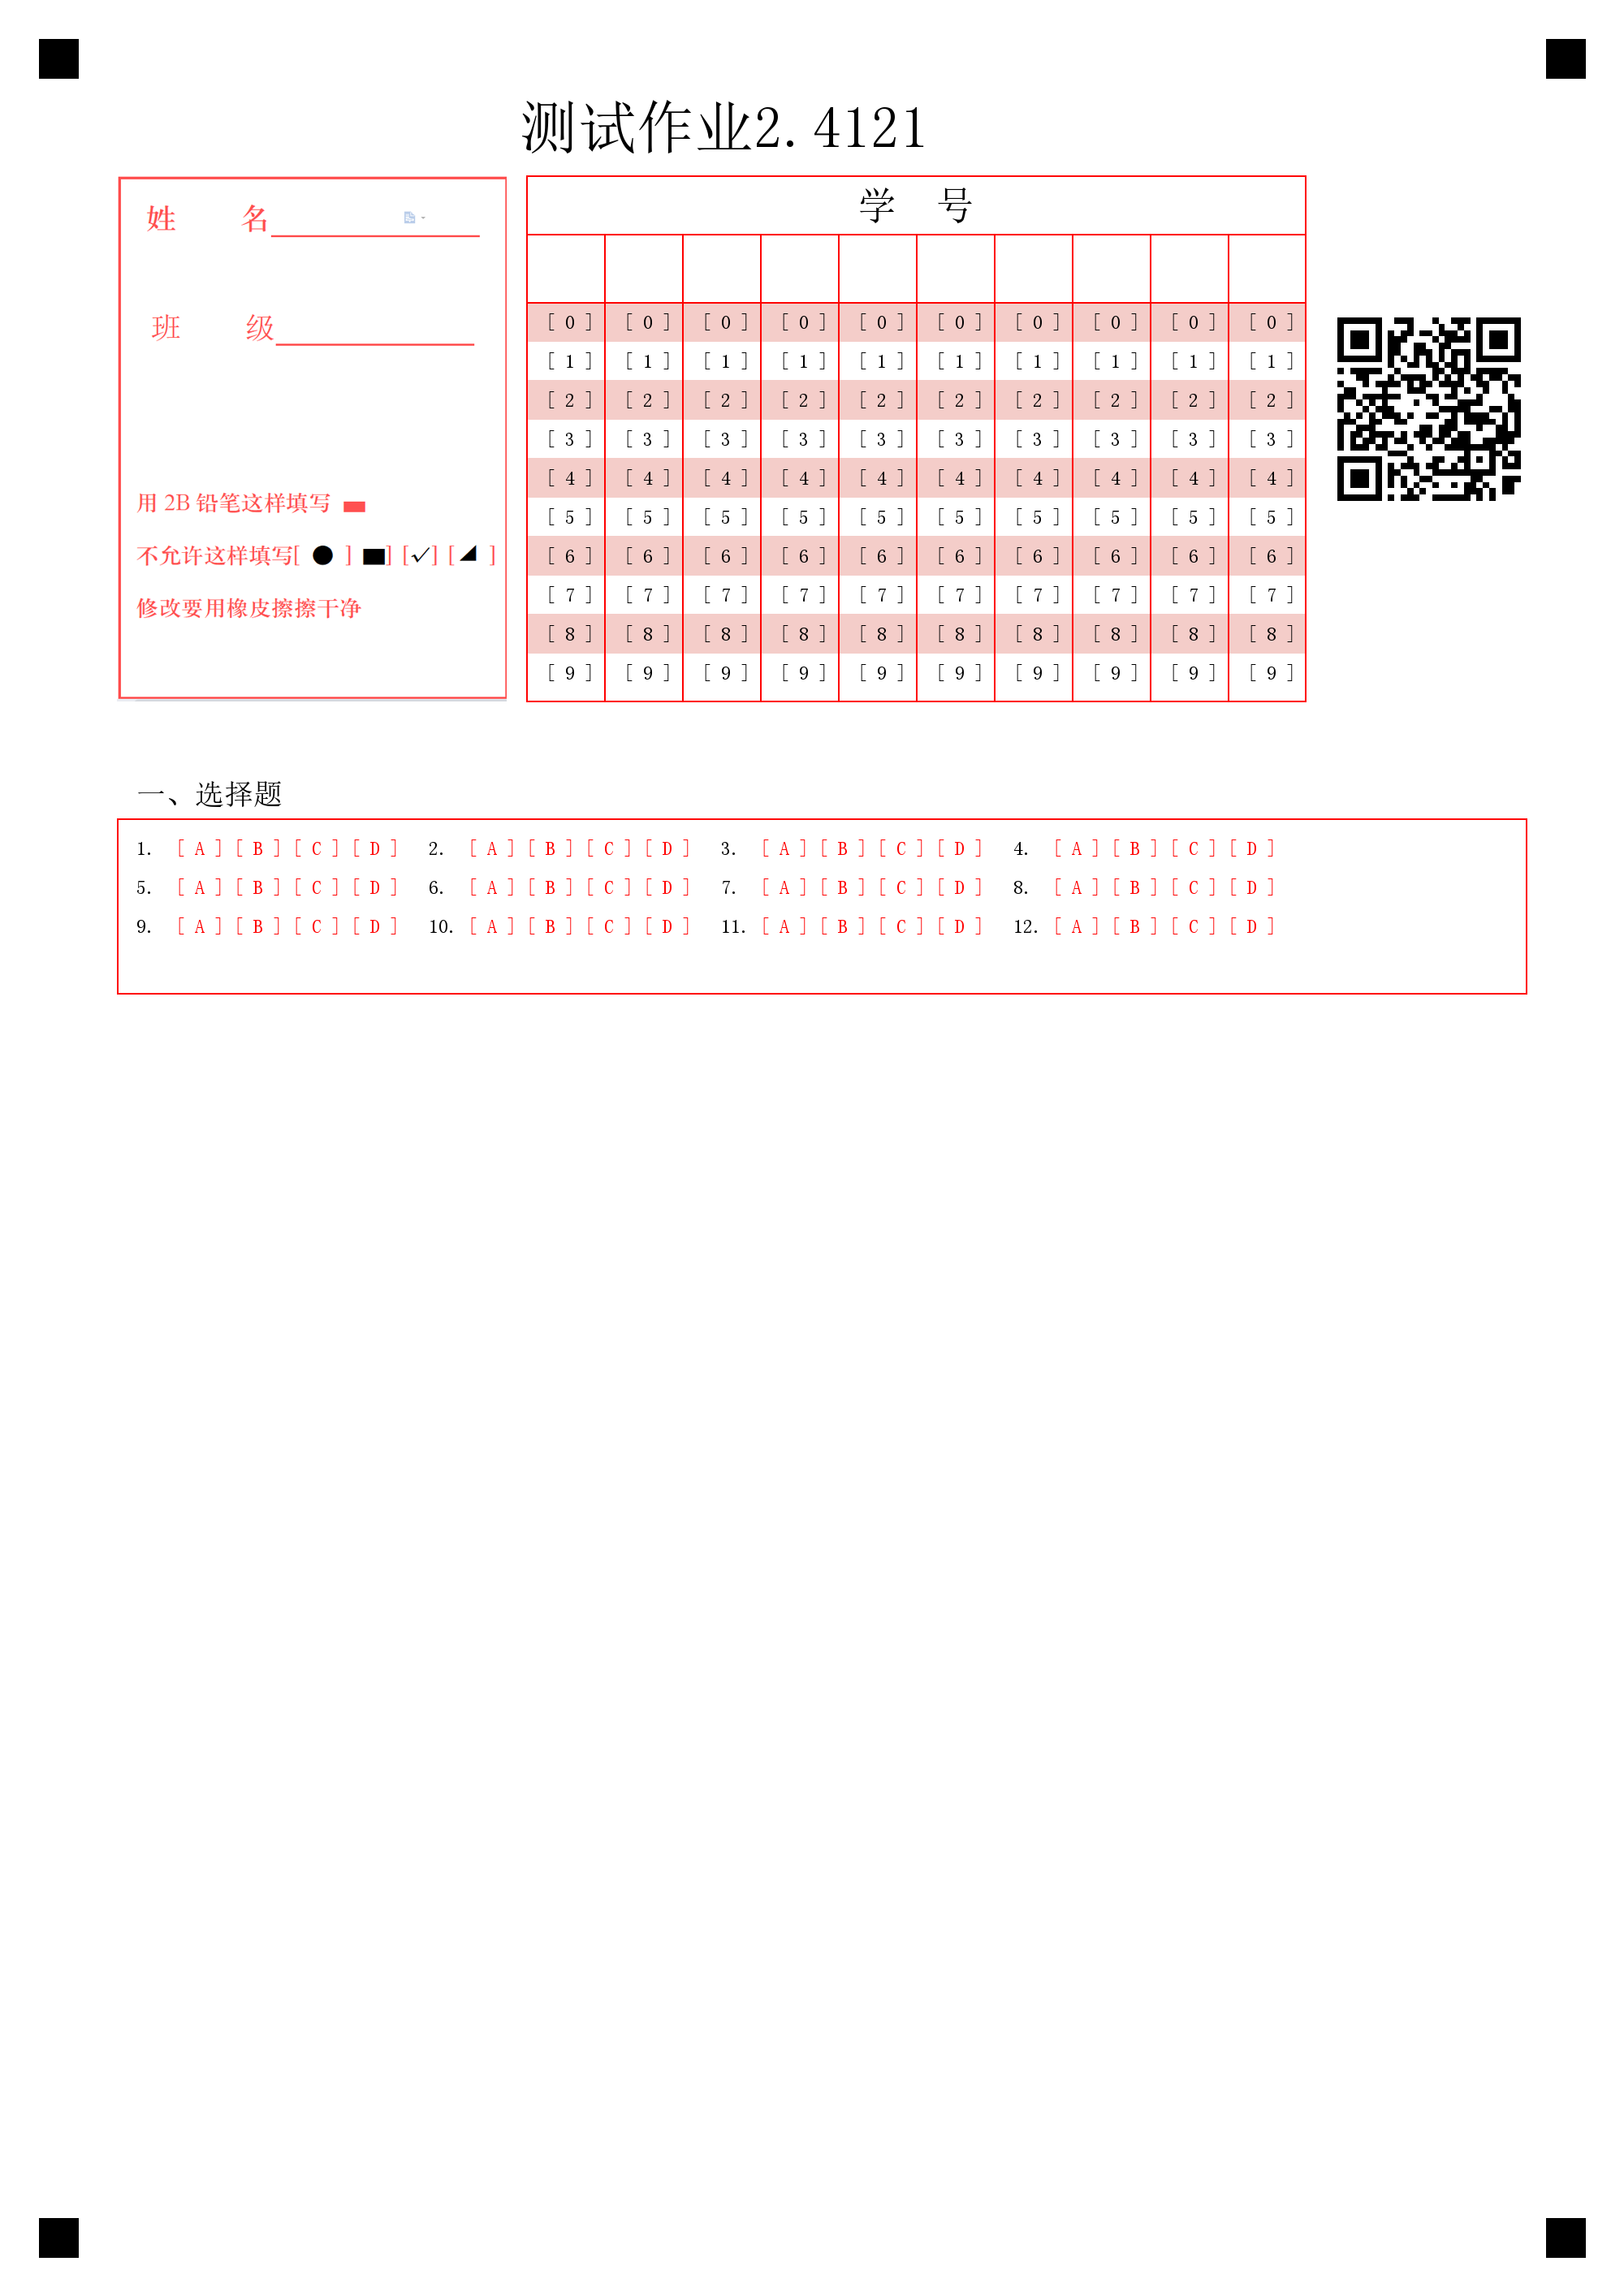 测试作业2.4121
姓 名
班 级
用 2B 铅笔这样填写
不允许这样填写[ ● ] ■] [✓] [◢ ]
修改要用橡皮擦擦干净
学 号
[ 0 ] [ 0 ] [ 0 ] [ 0 ] [ 0 ] [ 0 ] [ 0 ] [ 0 ] [ 0 ] [ 0 ]
[ 1 ] [ 1 ] [ 1 ] [ 1 ] [ 1 ] [ 1 ] [ 1 ] [ 1 ] [ 1 ] [ 1 ]
[ 2 ] [ 2 ] [ 2 ] [ 2 ] [ 2 ] [ 2 ] [ 2 ] [ 2 ] [ 2 ] [ 2 ]
[ 3 ] [ 3 ] [ 3 ] [ 3 ] [ 3 ] [ 3 ] [ 3 ] [ 3 ] [ 3 ] [ 3 ]
[ 4 ] [ 4 ] [ 4 ] [ 4 ] [ 4 ] [ 4 ] [ 4 ] [ 4 ] [ 4 ] [ 4 ]
[ 5 ] [ 5 ] [ 5 ] [ 5 ] [ 5 ] [ 5 ] [ 5 ] [ 5 ] [ 5 ] [ 5 ]
[ 6 ] [ 6 ] [ 6 ] [ 6 ] [ 6 ] [ 6 ] [ 6 ] [ 6 ] [ 6 ] [ 6 ]
[ 7 ] [ 7 ] [ 7 ] [ 7 ] [ 7 ] [ 7 ] [ 7 ] [ 7 ] [ 7 ] [ 7 ]
[ 8 ] [ 8 ] [ 8 ] [ 8 ] [ 8 ] [ 8 ] [ 8 ] [ 8 ] [ 8 ] [ 8 ]
[ 9 ] [ 9 ] [ 9 ] [ 9 ] [ 9 ] [ 9 ] [ 9 ] [ 9 ] [ 9 ] [ 9 ]
一、选择题
1. [ A ] [ B ] [ C ] [ D ] 2. [ A ] [ B ] [ C ] [ D ] 3. [ A ] [ B ] [ C ] [ D ] 4. [ A ] [ B ] [ C ] [ D ]
5. [ A ] [ B ] [ C ] [ D ] 6. [ A ] [ B ] [ C ] [ D ] 7. [ A ] [ B ] [ C ] [ D ] 8. [ A ] [ B ] [ C ] [ D ]
9. [ A ] [ B ] [ C ] [ D ] 10. [ A ] [ B ] [ C ] [ D ] 11. [ A ] [ B ] [ C ] [ D ] 12. [ A ] [ B ] [ C ] [ D ]